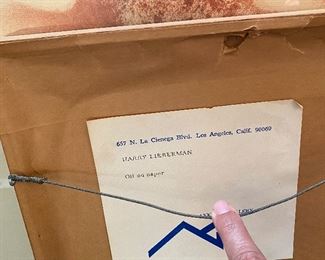 657 N. La Cienega Blvd. Los Angeles, Calif. 90069
HARRY LIEBERMAN
Oil on paper